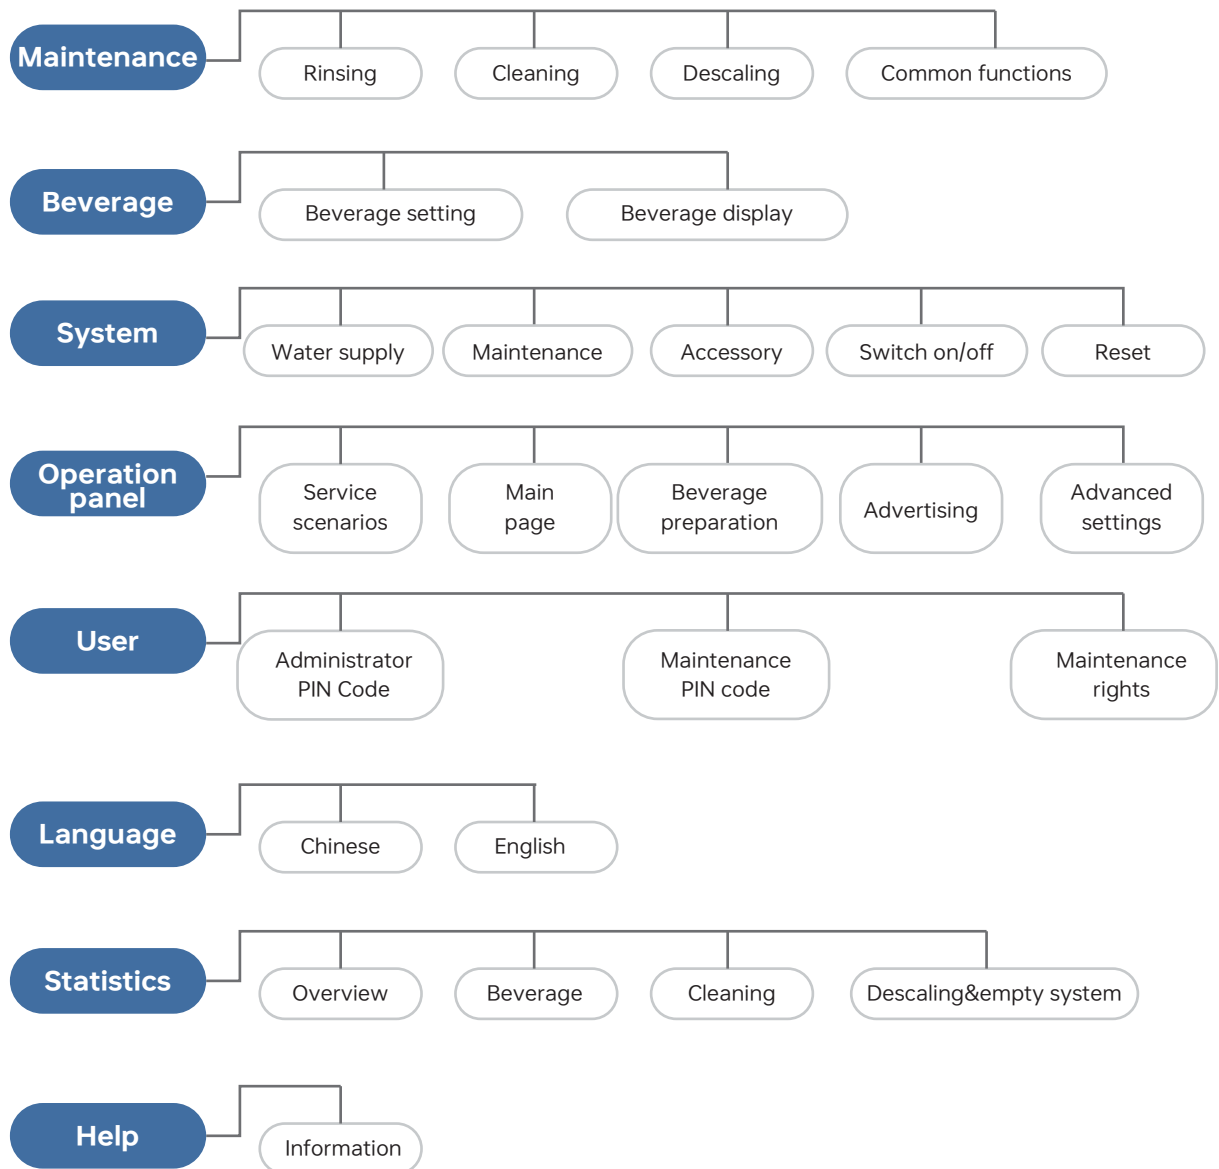 Maintenance
Rinsing
Cleaning
Descaling
Common functions
Beverage
Beverage setting
Beverage display
System
Water supply
Maintenance
Accessory
Switch on/off
Reset
Operation
panel
Service
scenarios
Main
page
Beverage
preparation
Advertising
Advanced
settings
User
Administrator
PIN Code
Maintenance
PIN code
Maintenance
rights
Language
Chinese
English
Statistics
Overview
Beverage
Cleaning
Descaling&empty system
Help
Information